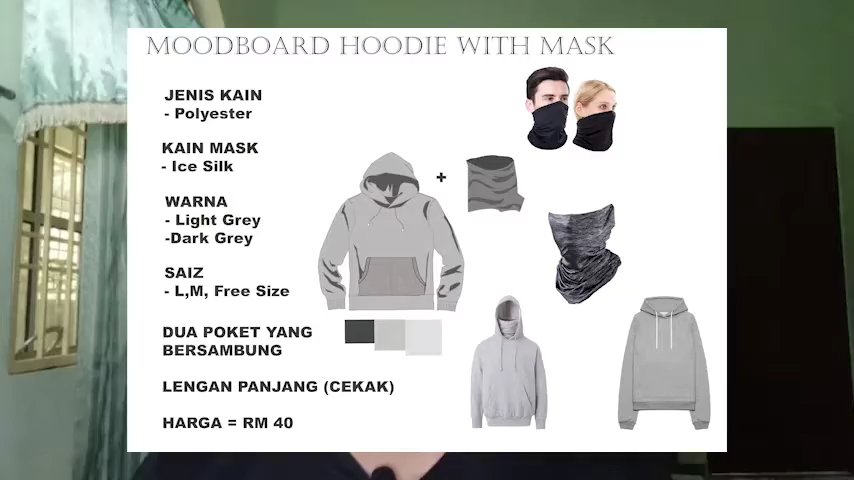 MOODBOARD HOODIE WITH MASK
JENIS KAIN
- Polyester
KAIN MASK
- Ice Silk
WARNA
- Light Grey
-Dark Grey
SAIZ
- L,M, Free Size
DUA POKET YANG
BERSAMBUNG
LENGAN PANJANG (CEKAK)
HARGA = RM 40
+